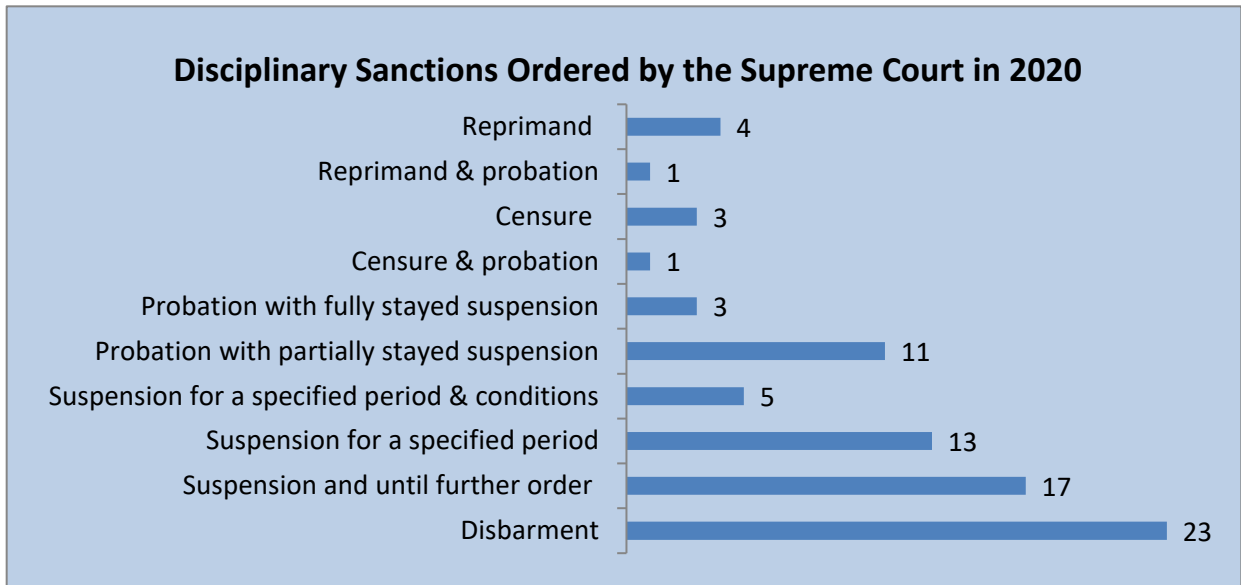 Disciplinary Sanctions Ordered by the Supreme Court in 2020
Reprimand 4
Reprimand & probation 1
Censure 3
Censure & probation 1
Probation with fully stayed suspension 3
Probation with partially stayed suspension 11
Suspension for a specified period & conditions 5
Suspension for a specified period 13
Suspension and until further order 17
Disbarment 23